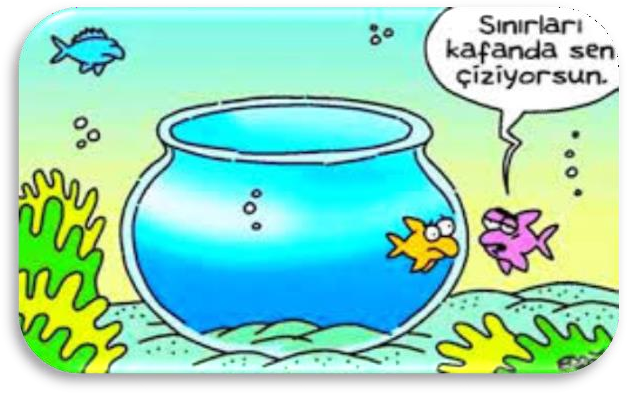 Sınırları
kafanda sen
çiziyorsun.